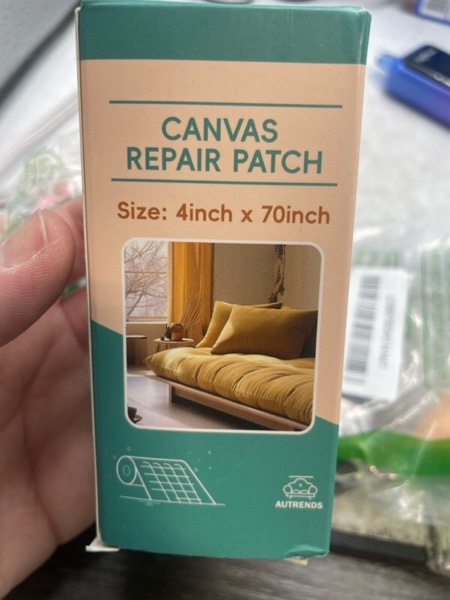 CANVAS
REPAIR PATCH
Size: 4inch x 70inch
AUTRENDS